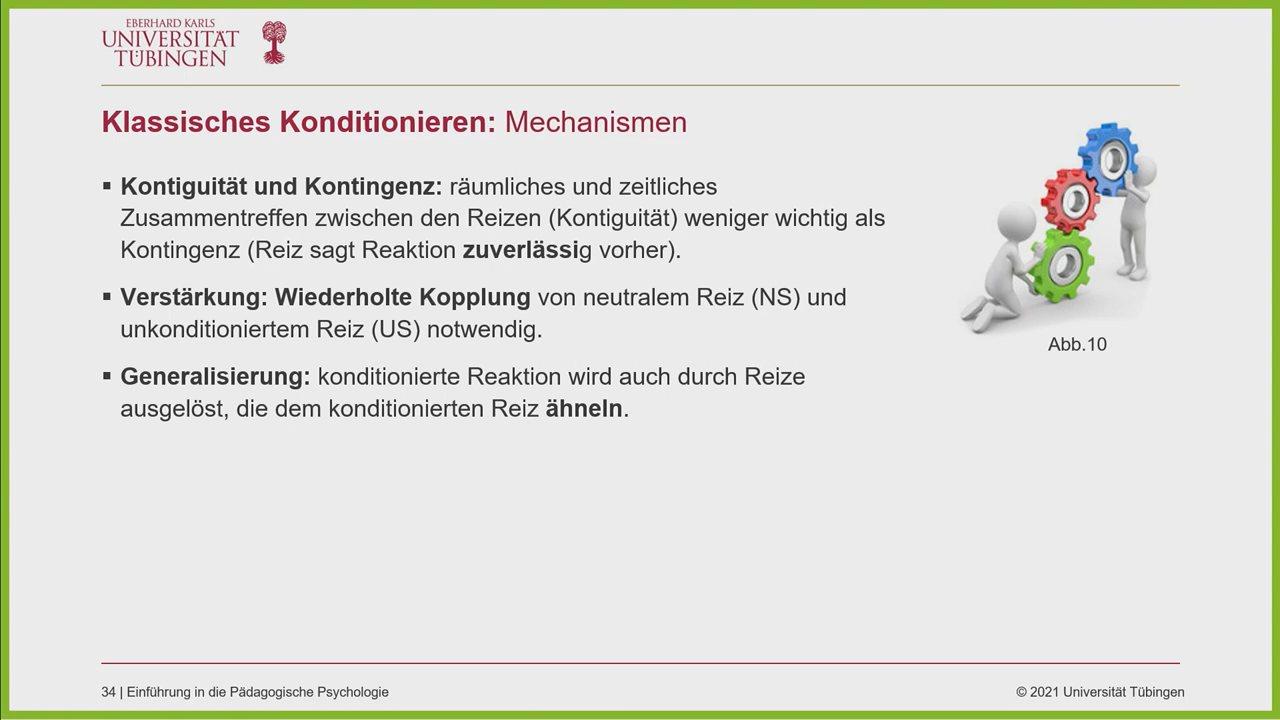 EBERHARD KARLS
UNIVERSITÄT
TÜBINGEN
Klassisches Konditionieren: Mechanismen
▪ Kontiguität und Kontingenz: räumliches und zeitliches
Zusammentreffen zwischen den Reizen (Kontiguität) weniger wichtig als
Kontingenz (Reiz sagt Reaktion zuverlässig vorher).
▪ Verstärkung: Wiederholte Kopplung von neutralem Reiz (NS) und
unkonditioniertem Reiz (US) notwendig.
▪ Generalisierung: konditionierte Reaktion wird auch durch Reize
ausgelöst, die dem konditionierten Reiz ähneln.
Abb.10
34 | Einführung in die Pädagogische Psychologie
© 2021 Universität Tübingen